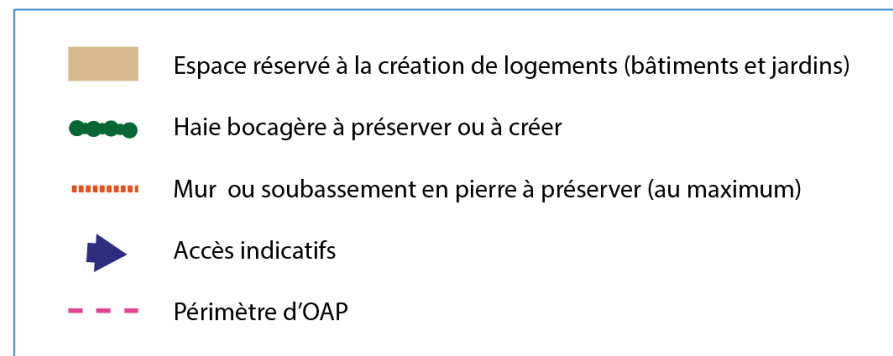 Espace réservé à la création de logements (bâtiments et jardins)
Haie bocagère à préserver ou à créer
Mur ou soubassement en pierre à préserver (au maximum)
Accès indicatifs
Périmètre d’OAP